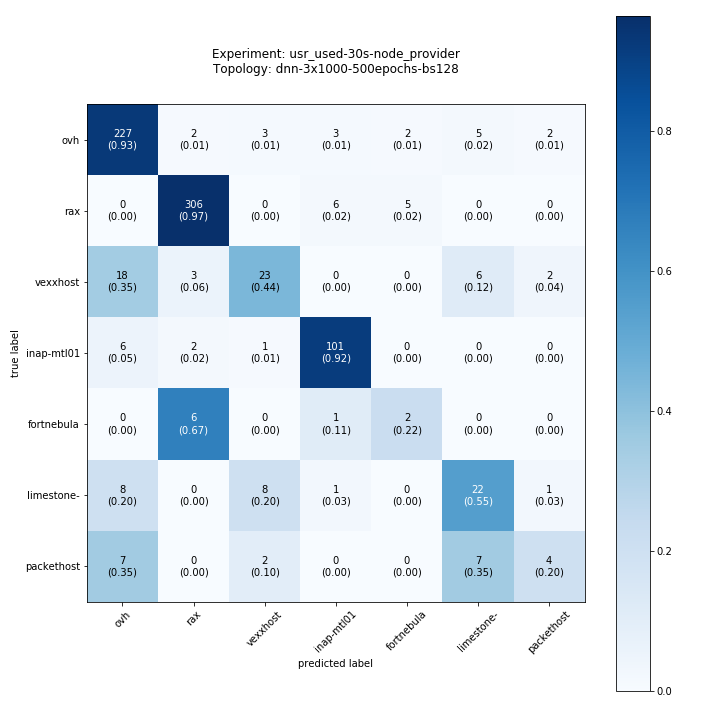 Experiment: usr_used-30s-node_provider
Topology: dnn-3x1000-500epochs-bs128
true label
ovh
227 2 3 3 2 5 2
(0.93) (0.01) (0.01) (0.01) (0.01) (0.02) (0.01)
rax
0 306 0 6 5 0 0
(0.00) (0.97) (0.00) (0.02) (0.02) (0.00) (0.00)
vexxhost
18 3 23 0 0 6 2
(0.35) (0.06) (0.44) (0.00) (0.00) (0.12) (0.04)
inap-mtl01
6 2 1 101 0 0 0
(0.05) (0.02) (0.01) (0.92) (0.00) (0.00) (0.00)
fortnebula
0 6 0 1 2 0 0
(0.00) (0.67) (0.00) (0.11) (0.22) (0.00) (0.00)
limestone-
8 0 8 1 0 22 1
(0.20) (0.00) (0.20) (0.03) (0.00) (0.55) (0.03)
packethost
7 0 2 0 0 7 4
(0.35) (0.00) (0.10) (0.00) (0.00) (0.35) (0.20)
ovh rax vexxhost inap-mtl01 fortnebula limestone- packethost
predicted label
0.8
0.6
0.4
0.2
0.0